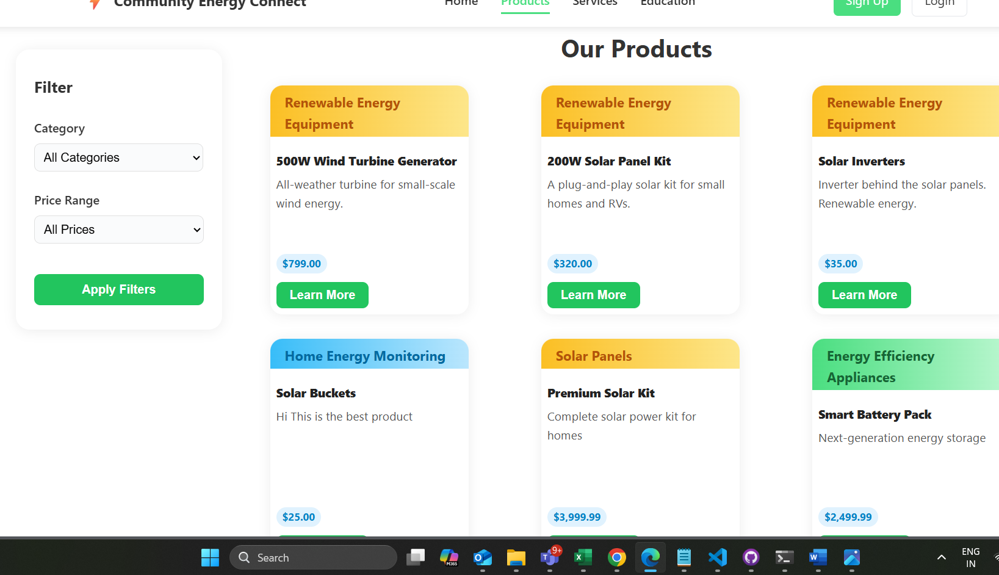 Community Energy Connect
Home
Products
Services
Education
Sign Up
Login
Our Products
Filter
Category
All Categories
Price Range
All Prices
Apply Filters
Renewable Energy
Equipment
500W Wind Turbine Generator
All-weather turbine for small-scale
wind energy.
$799.00
Learn More
Renewable Energy
Equipment
200W Solar Panel Kit
A plug-and-play solar kit for small
homes and RVs.
$320.00
Learn More
Renewable Energy
Equipment
Solar Inverters
Inverter behind the solar panels.
Renewable energy.
$35.00
Learn More
Home Energy Monitoring
Solar Buckets
Hi This is the best product
$25.00
Solar Panels
Premium Solar Kit
Complete solar power kit for
homes
$3,999.99
Energy Efficiency
Appliances
Smart Battery Pack
Next-generation energy storage
$2,499.99
Search
M365
T
9+
X
W
ENG
IN